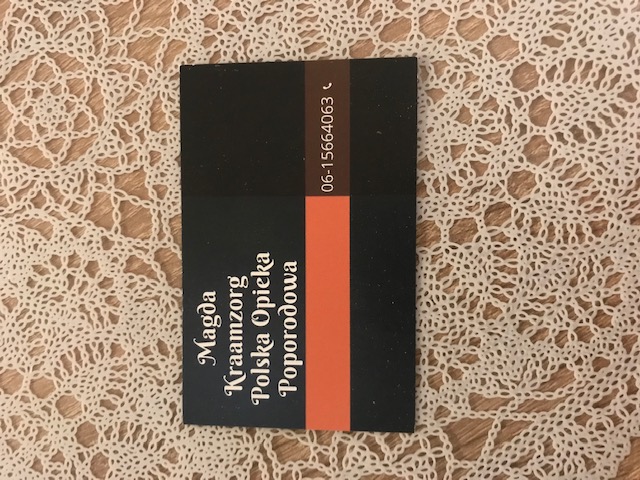 Magda
Kraamzorg
Polska Opieka
Poporodowa
06-15664063